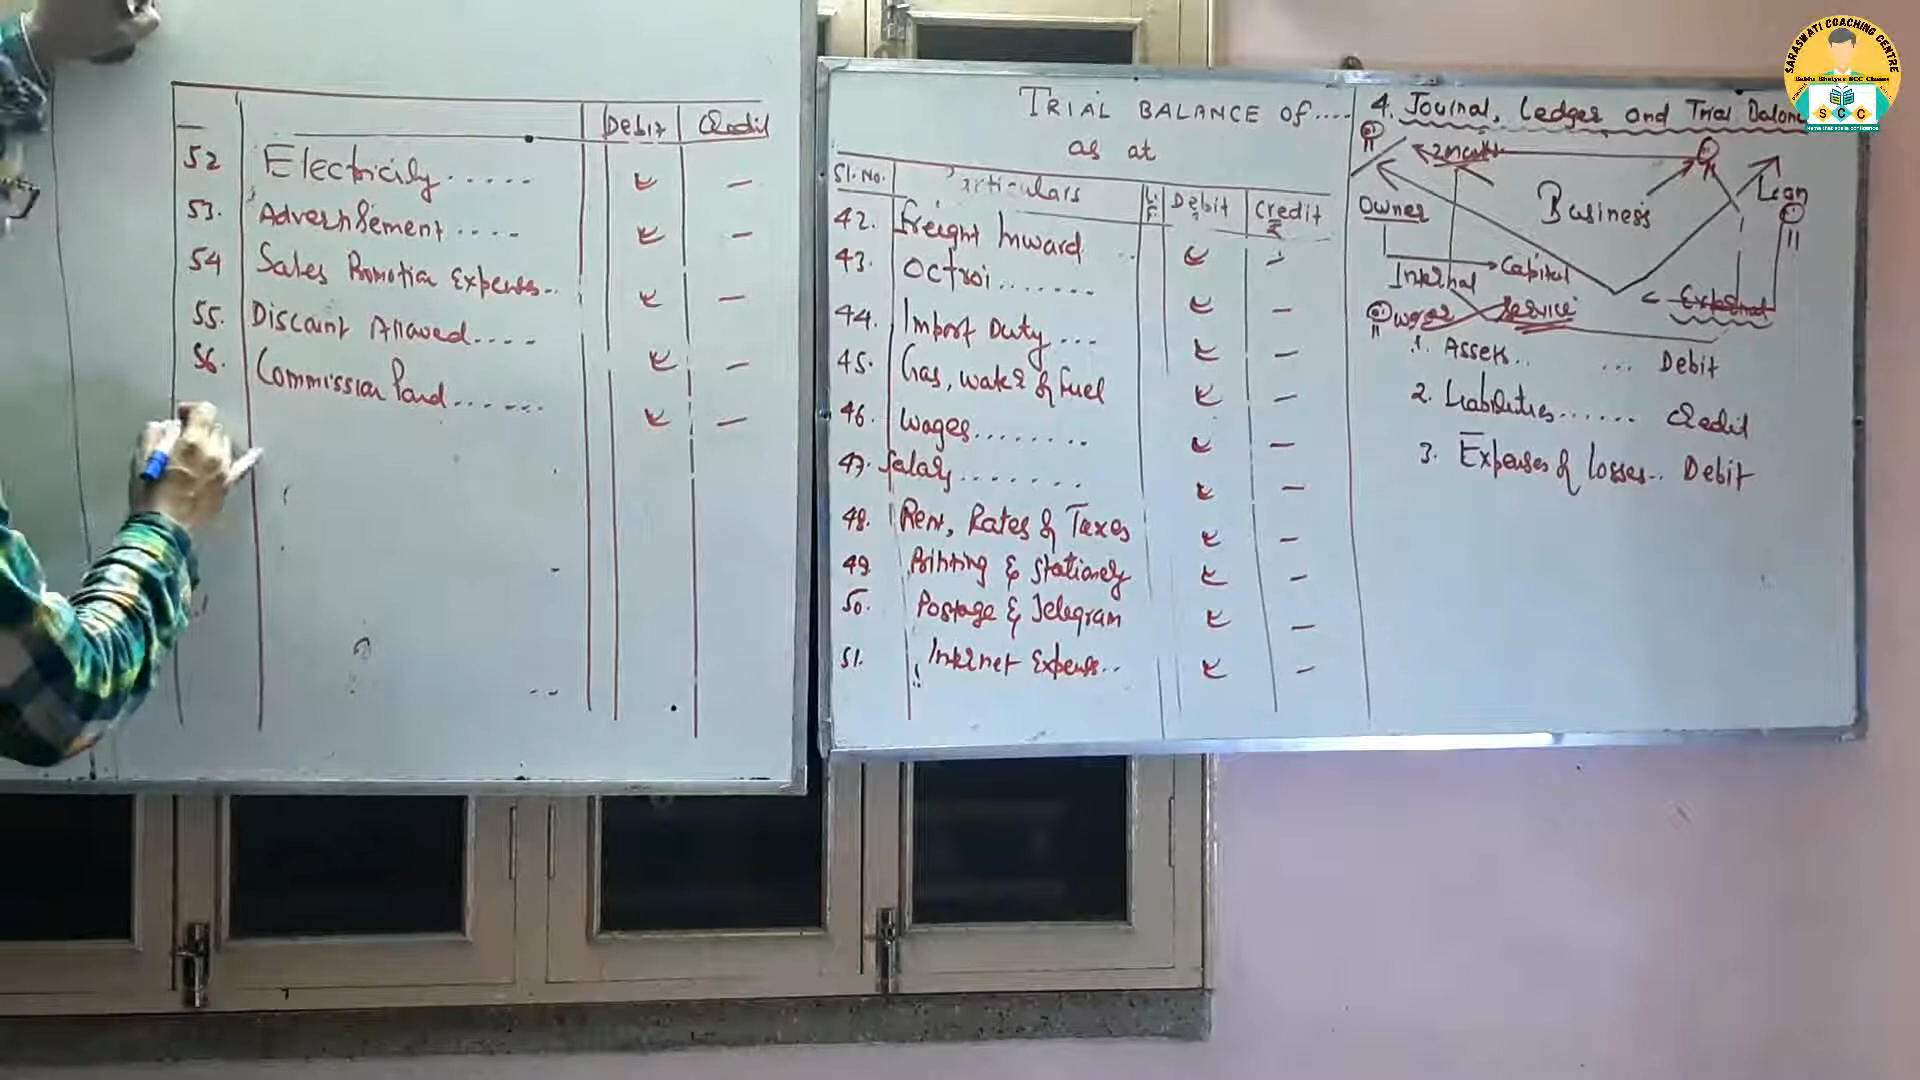 Debit Credit
52 Electricity.....
53. Advertisement....
54 Sales Promotion Expenses..
55. Discount Allowed....
56. Commission Paid......
TRIAL BALANCE of....
as at
Sl. No. Particulars L.F. Debit ₹ Credit ₹
42. Freight Inward ..
43. Octroi.......
44. Import Duty...
45. Gas, water & Fuel
46. Wages........
47. Salary.......
48. Rent, Rates & Taxes
49. Printing & Stationery
50. Postage & Telegram
51. Internet Expenses..
4. Journal, Ledger and Trial Balanc
Loan
Business
Owner
Capital
Internal
External
Owner Service
1. Assets.. ... Debit
2. Liabilities...... Credit
3. Expenses & losses.. Debit
SARASWATI COACHING CENTRE
SCC